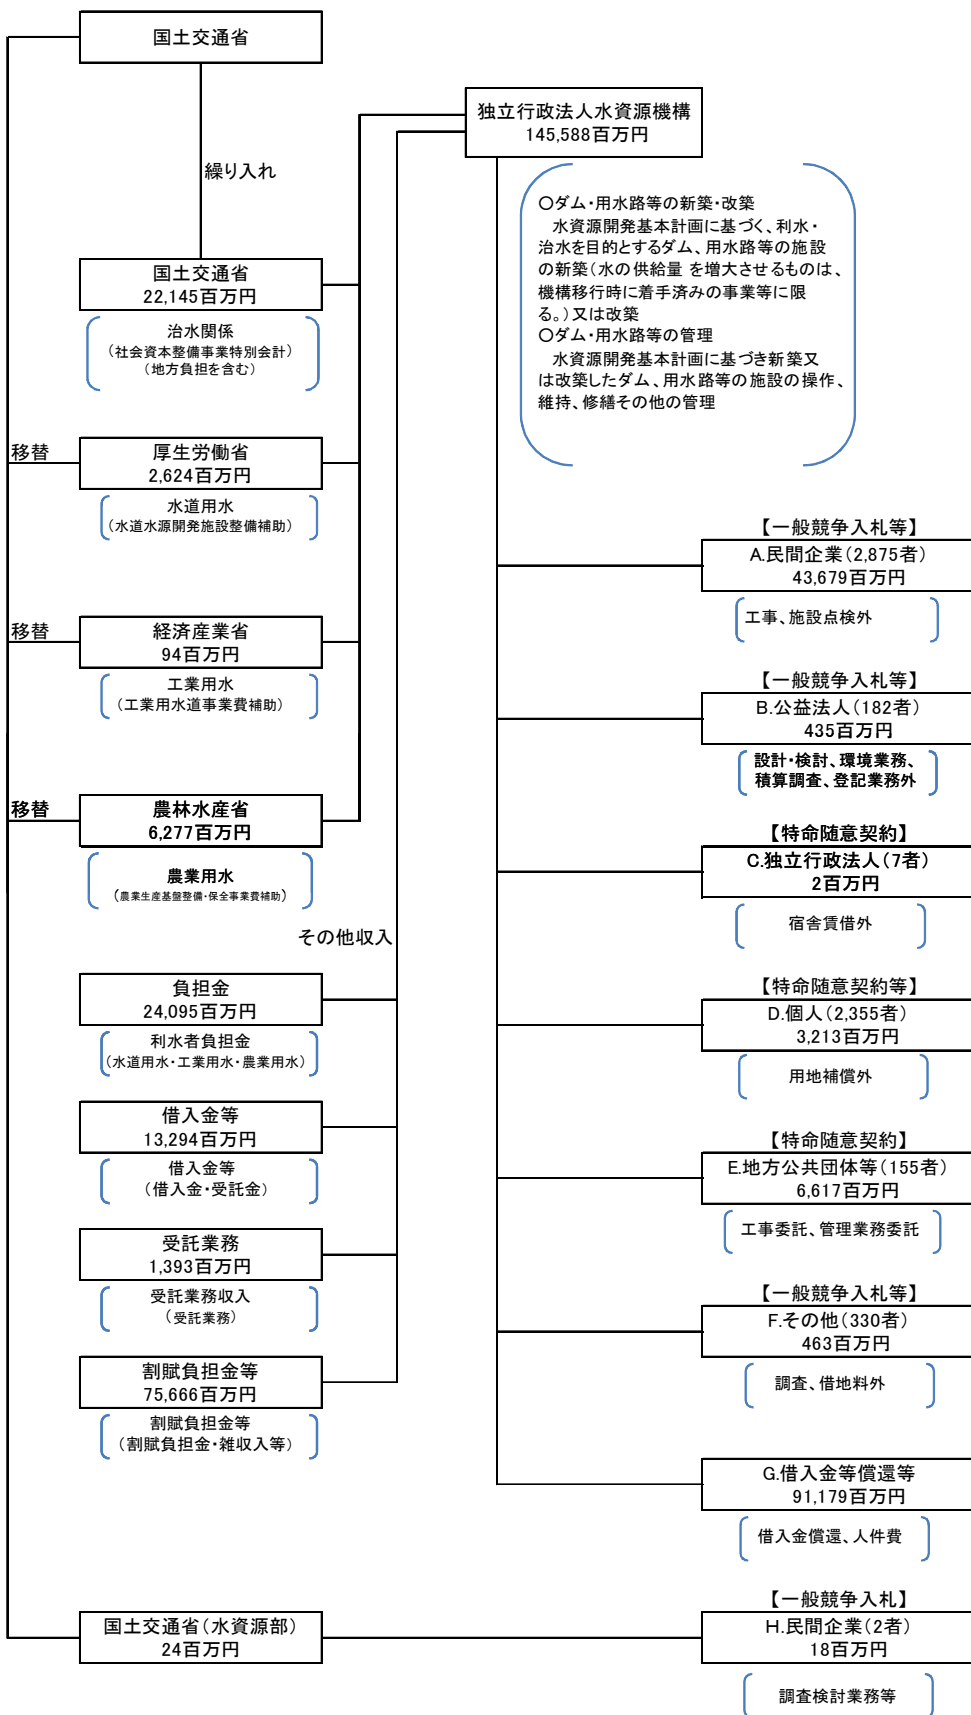 国土交通省
独立行政法人水資源機構
145,588百万円
繰り入れ
○ダム・用水路等の新築・改築
水資源開発基本計画に基づく、利水・
治水を目的とするダム、用水路等の施設
の新築（水の供給量 を増大させるものは、
機構移行時に着手済みの事業等に限
る。）又は改築
○ダム・用水路等の管理
水資源開発基本計画に基づき新築又
は改築したダム、用水路等の施設の操作、
維持、修繕その他の管理
国土交通省
22,145百万円
治水関係
（社会資本整備事業特別会計）
（地方負担を含む）
移替
厚生労働省
2,624百万円
水道用水
（水道水源開発施設整備補助）
移替
経済産業省
94百万円
工業用水
（工業用水道事業費補助）
移替
農林水産省
6,277百万円
農業用水
（農業生産基盤整備・保全事業費補助）
その他収入
負担金
24,095百万円
利水者負担金
（水道用水・工業用水・農業用水）
借入金等
13,294百万円
借入金等
（借入金・受託金）
受託業務
1,393百万円
受託業務収入
（受託業務）
割賦負担金等
75,666百万円
割賦負担金等
（割賦負担金・雑収入等）
【一般競争入札等】
A.民間企業（2,875者）
43,679百万円
工事、施設点検外
【一般競争入札等】
B.公益法人（182者）
435百万円
設計・検討、環境業務、
積算調査、登記業務外
【特命随意契約】
C.独立行政法人（7者）
2百万円
宿舎賃借外
【特命随意契約等】
D.個人（2,355者）
3,213百万円
用地補償外
【特命随意契約】
E.地方公共団体等（155者）
6,617百万円
工事委託、管理業務委託
【一般競争入札等】
F.その他（330者）
463百万円
調査、借地料外
G.借入金等償還等
91,179百万円
借入金償還、人件費
国土交通省（水資源部）
24百万円
【一般競争入札】
H.民間企業（2者）
18百万円
調査検討業務等